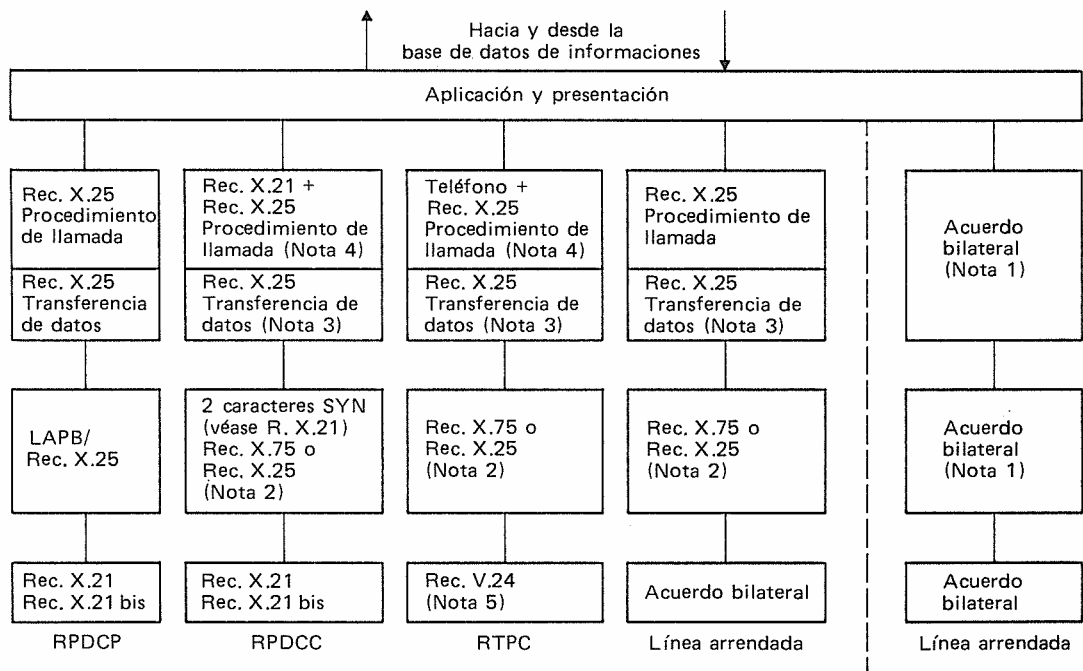 Hacia y desde la
base de datos de informaciones
Aplicación y presentación
Rec. X.25
Procedimiento
de llamada
Rec. X.25
Transferencia
de datos
Rec. X.21 +
Rec. X.25
Procedimiento de
llamada (Nota 4)
Rec. X.25
Transferencia de
datos (Nota 3)
Teléfono +
Rec. X.25
Procedimiento de
llamada (Nota 4)
Rec. X.25
Transferencia de
datos (Nota 3)
Rec. X.25
Procedimiento de
llamada
Rec. X.25
Transferencia de
datos (Nota 3)
Acuerdo
bilateral
(Nota 1)
LAPB/
Rec. X.25
2 caracteres SYN
(véase R. X.21)
Rec. X.75 o
Rec. X.25
(Nota 2)
Rec. X.75 o
Rec. X.25
(Nota 2)
Rec. X.75 o
Rec. X.25
(Nota 2)
Acuerdo
bilateral
(Nota 1)
Rec. X.21
Rec. X.21 bis
Rec. X.21
Rec. X.21 bis
Rec. V.24
(Nota 5)
Acuerdo bilateral
Acuerdo
bilateral
RPDCP
RPDCC
RTPC
Línea arrendada
Línea arrendada